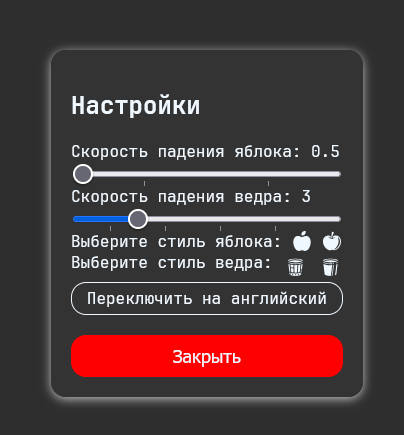 Настройки
Скорость падения яблока: 0.5
Скорость падения ведра: 3
Выберите стиль яблока:
Выберите стиль ведра:
Переключить на английский
Закрыть